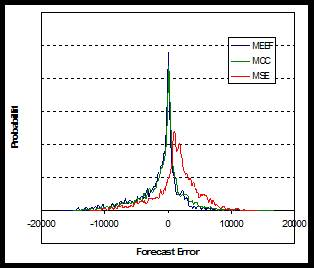 MEEF
MCC
MSE
Probabilit
-20000 -10000 0 10000 20000
Forecast Error